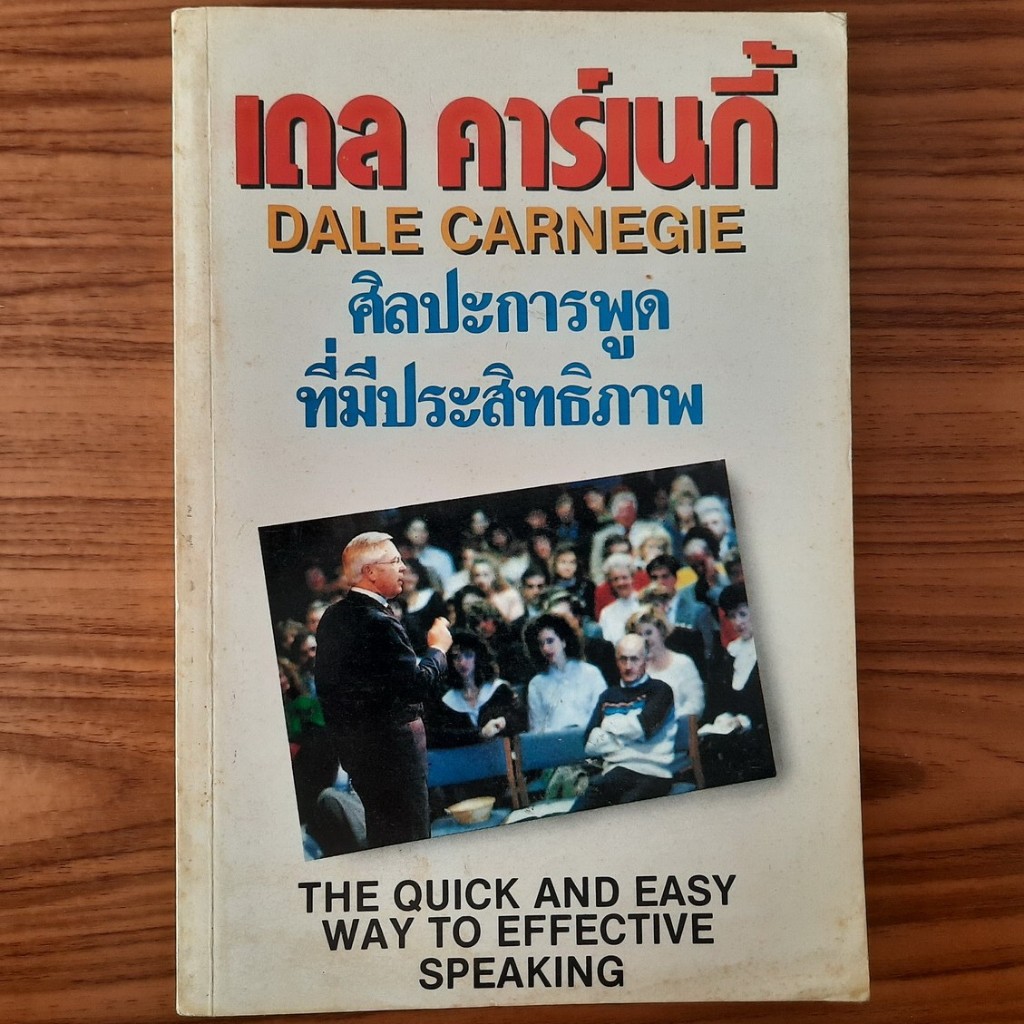 เดล คาร์เนกี้
DALE CARNEGIE
ศิลปะการพูด
ที่มีประสิทธิภาพ
THE QUICK AND EASY
WAY TO EFFECTIVE
SPEAKING